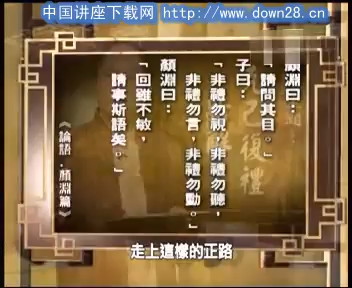 中国讲座下载网 http://www.down28.cn
顏淵曰：
「請問其目。」
子曰：
「非禮勿視，非禮勿聽，
非禮勿言，非禮勿動。」
顏淵曰：
「回雖不敏，
請事斯語矣。」
《論語．顏淵篇》
走上這樣的正路